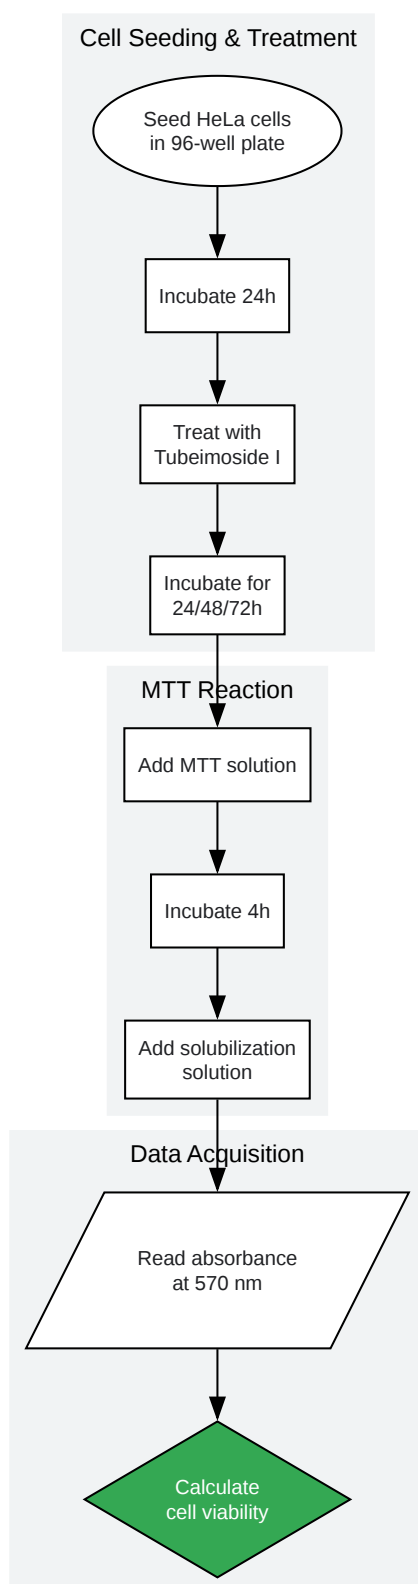 Cell Seeding & Treatment
Seed HeLa cells
in 96-well plate
Incubate 24h
Treat with
Tubeimoside I
Incubate for
24/48/72h
MTT Reaction
Add MTT solution
Incubate 4h
Add solubilization
solution
Data Acquisition
Read absorbance
at 570 nm
Calculate
cell viability